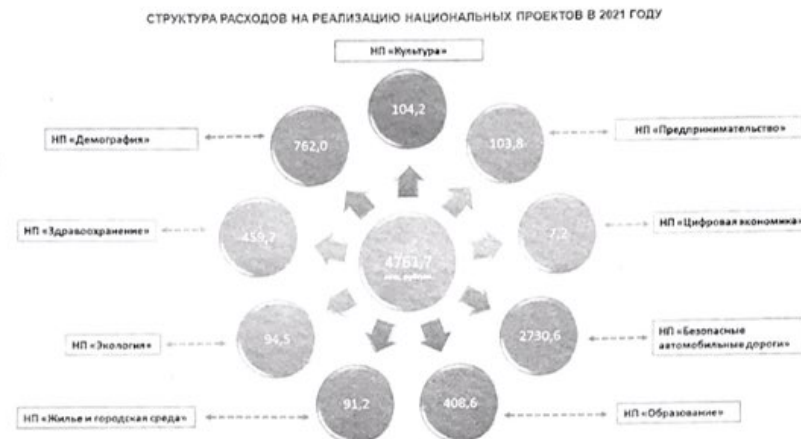 СТРУКТУРА РАСХОДОВ НА РЕАЛИЗАЦИЮ НАЦИОНАЛЬНЫХ ПРОЕКТОВ В 2021 ГОДУ
НП «Культура»
104,2
НП «Демография»
762,0
103,8
НП «Предпринимательство»
НП «Здравоохранение»
459,7
7,2
НП «Цифровая экономика»
4761,7
НП «Экология»
94,5
2730,6
НП «Безопасные
автомобильные дороги»
НП «Жилье и городская среда»
91,2
408,6
НП «Образование»